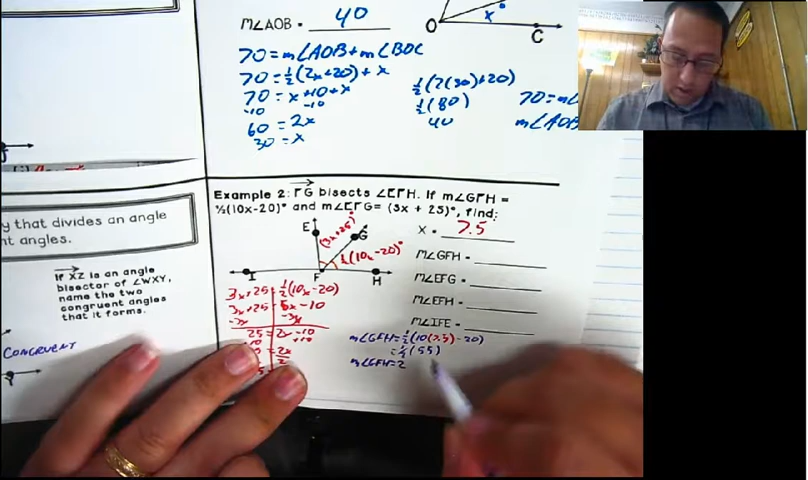 m∠AOB = 40
70 = m∠AOB + m∠BOC
70 = ½(2x+20) + x
70 = x+10+x
-10 -10
60 = 2x
30 = x
½(2(30)+20)
½(80)
40
70 = m∠
m∠AOB
O
x°
C
y that divides an angle
nt angles.
If XZ is an angle
bisector of ∠WXY,
name the two
congruent angles
that it forms.
CONGRUENT
Example 2: FG bisects ∠EFH. If m∠GFH =
½(10x-20)° and m∠EFG= (3x + 25)°, find:
x = 7.5
m∠GFH =
m∠EFG =
m∠EFH =
m∠IFE =
E
G
(3x+25)°
½(10x-20)°
I
F
H
3x+25 = ½(10x-20)
3x+25 = 5x-10
-3x -3x
25 = 2x-10
+10
2x
2
m∠GFH = ½(10(7.5)-20)
= ½(55)
m∠GFH = 2